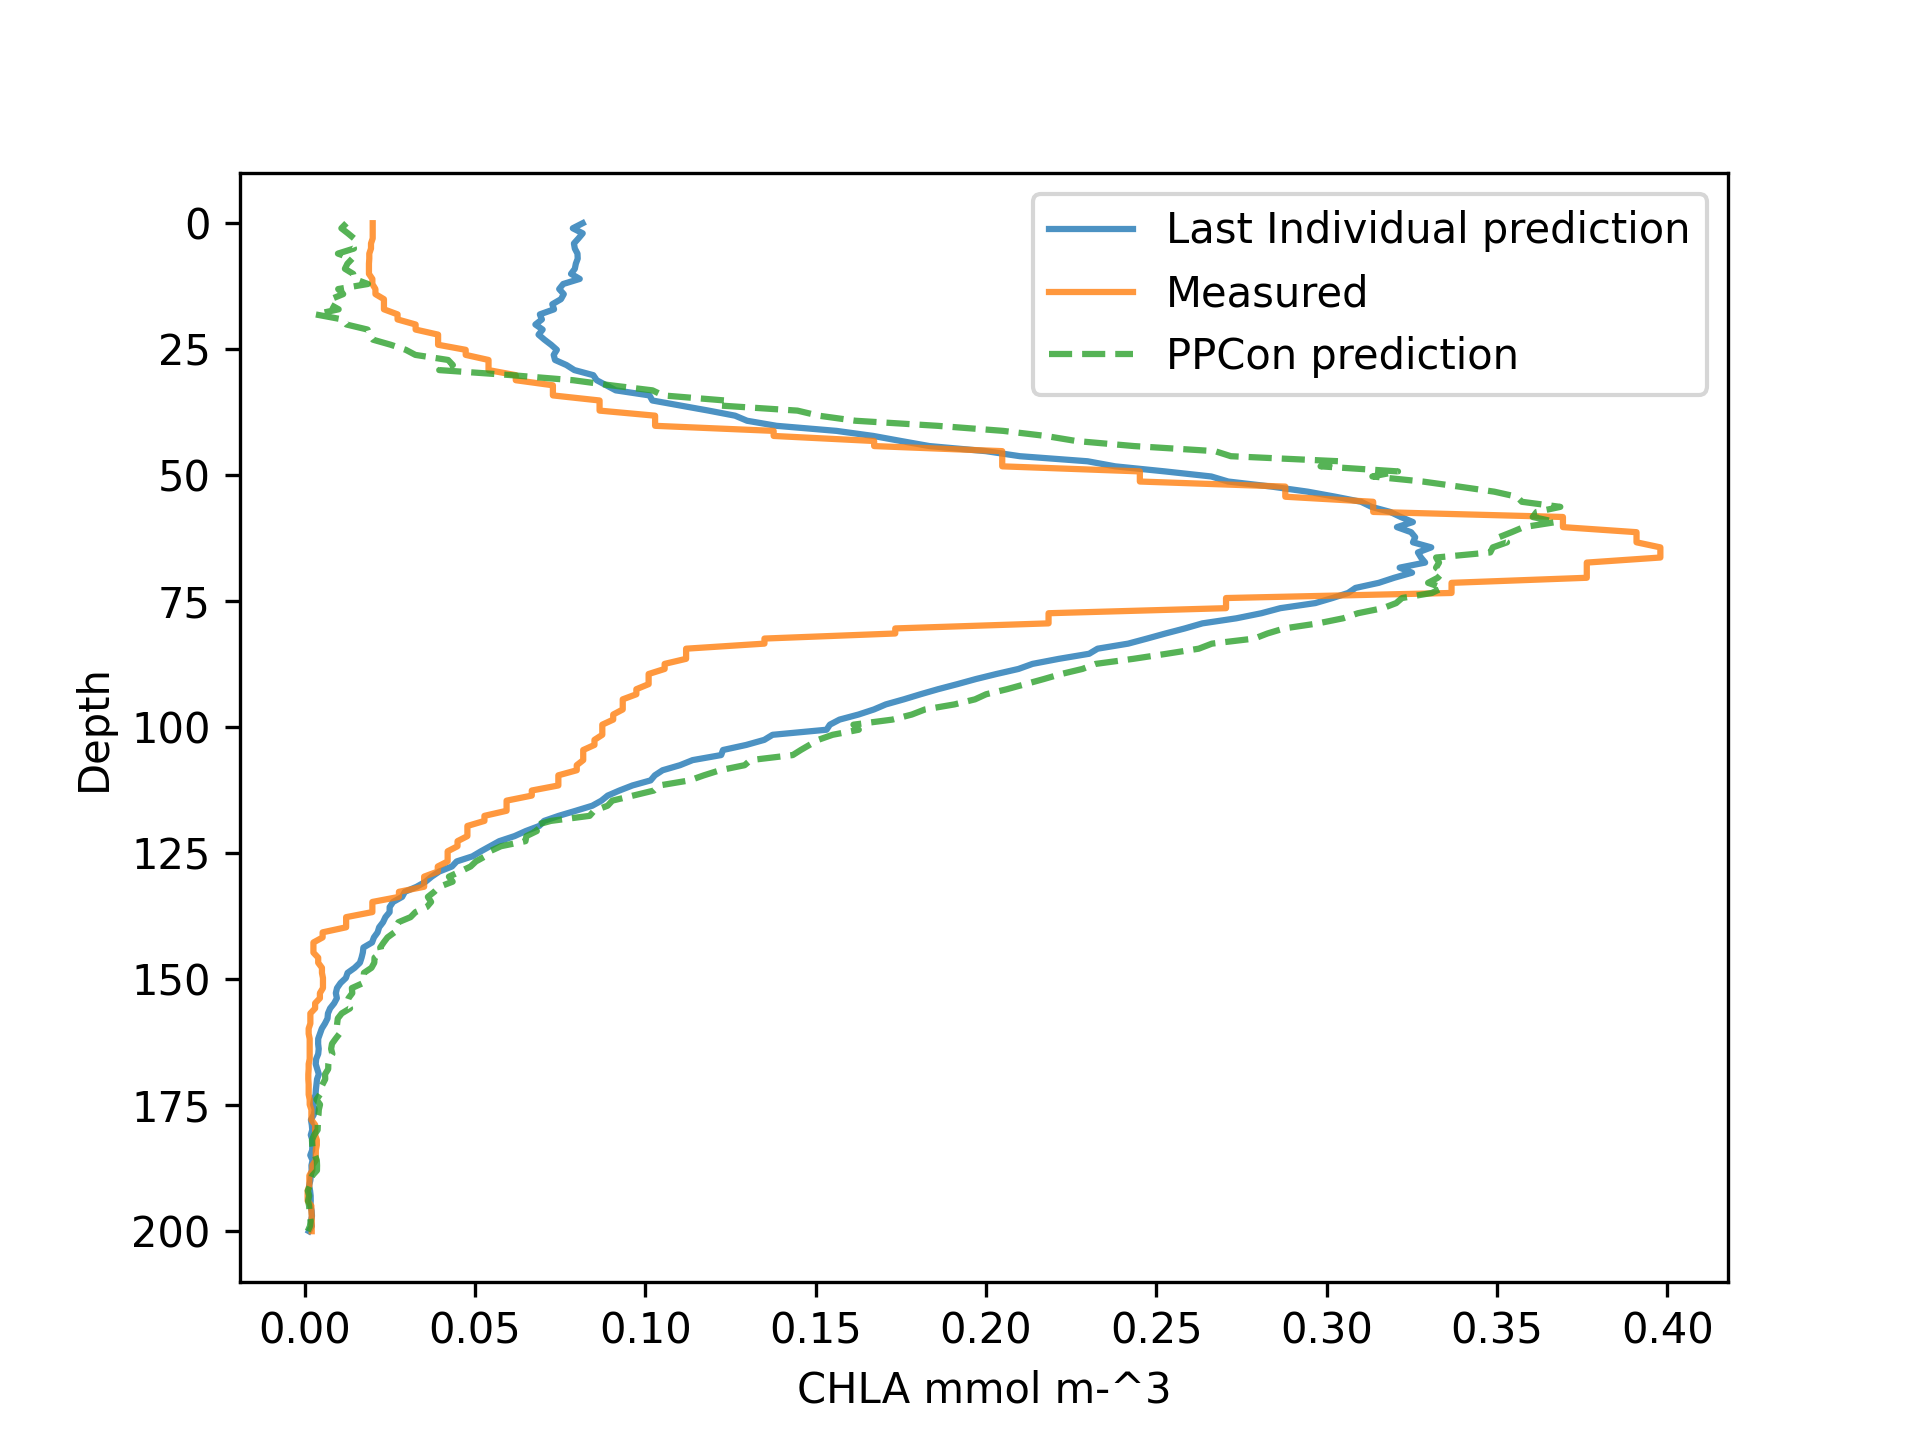 Last Individual prediction
Measured
PPCon prediction
0
25
50
75
100
125
150
175
200
Depth
0.00 0.05 0.10 0.15 0.20 0.25 0.30 0.35 0.40
CHLA mmol m-^3